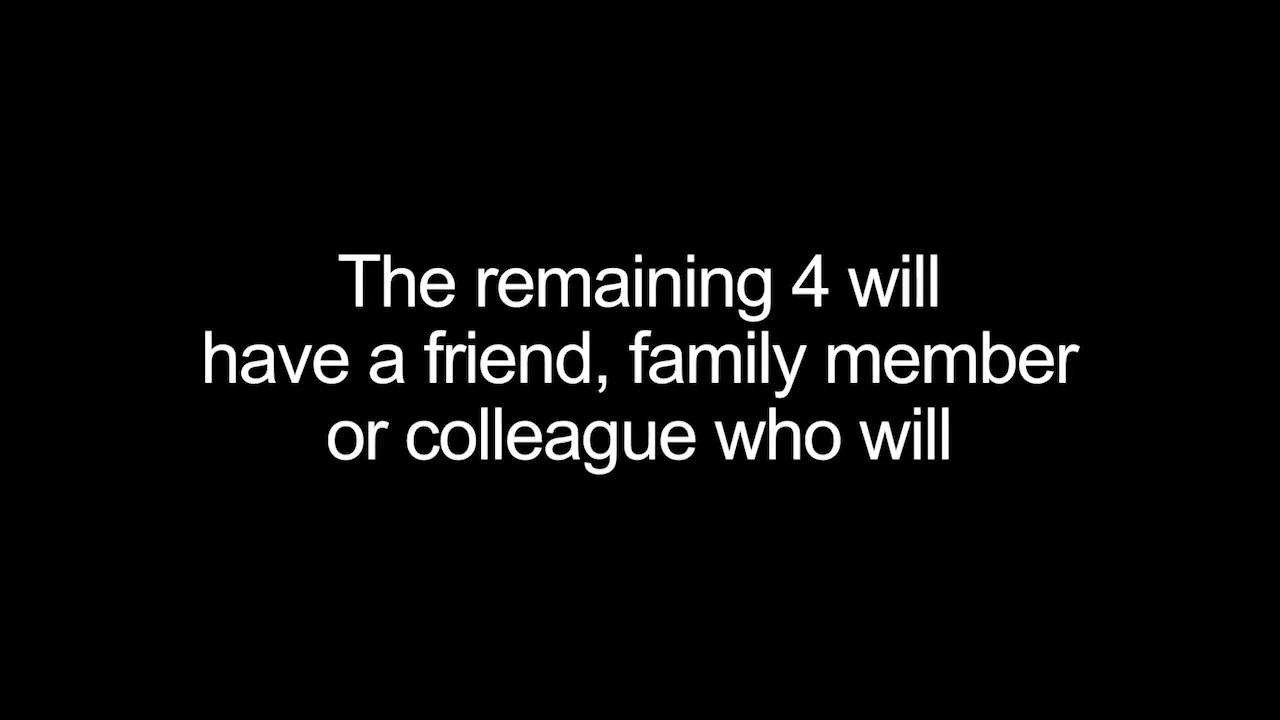 The remaining 4 will
have a friend, family member
or colleague who will